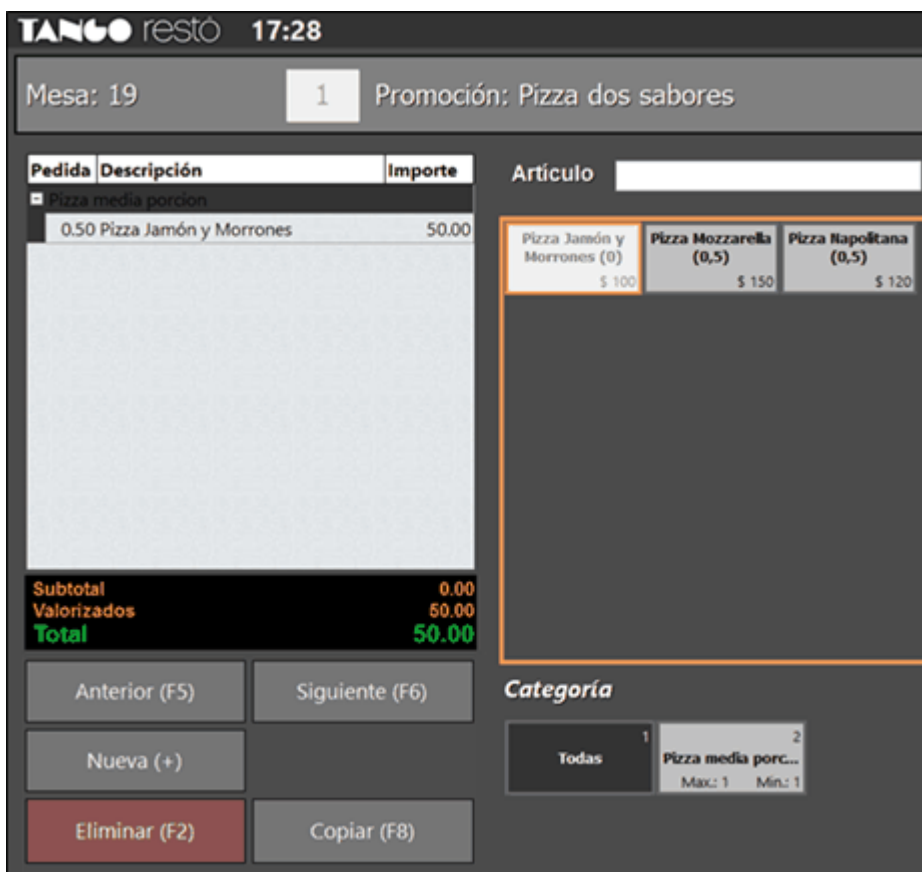 TANGO restó 17:28
Mesa: 19 1 Promoción: Pizza dos sabores
Pedida Descripción Importe
Pizza media porcion
0.50 Pizza Jamón y Morrones 50.00
Subtotal 0.00
Valorizados 50.00
Total 50.00
Anterior (F5) Siguiente (F6)
Nueva (+)
Eliminar (F2) Copiar (F8)
Artículo
Pizza Jamón y
Morrones (0)
$ 100
Pizza Mozzarella
(0,5)
$ 150
Pizza Napolitana
(0,5)
$ 120
Categoría
1
Todas
2
Pizza media porc...
Max.: 1 Min.: 1